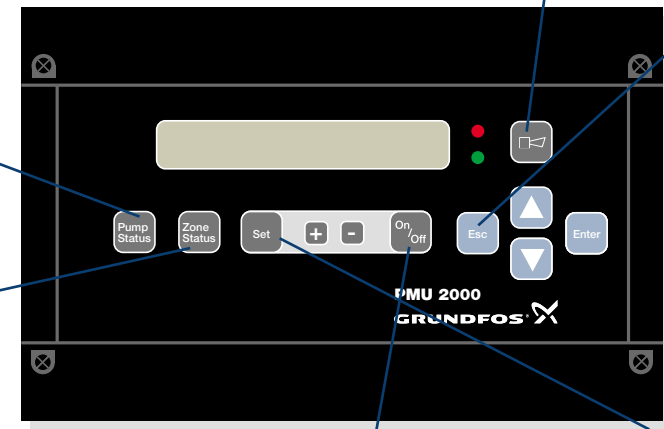 Pump
Status
Zone
Status
Set
+
-
On/Off
Esc
Enter
PMU 2000
GRUNDFOS